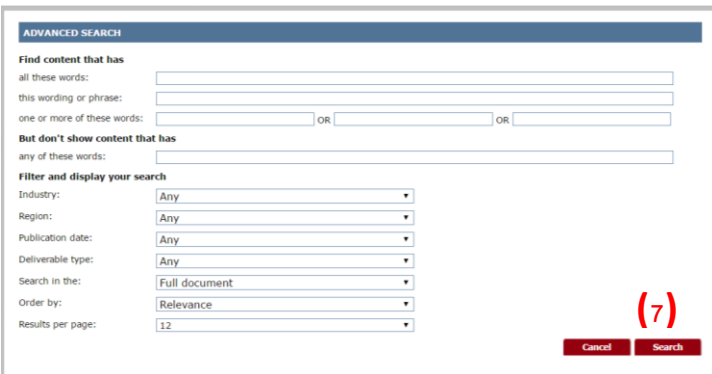 ADVANCED SEARCH
Find content that has
all these words:
this wording or phrase:
one or more of these words: OR OR
But don't show content that has
any of these words:
Filter and display your search
Industry: Any
Region: Any
Publication date: Any
Deliverable type: Any
Search in the: Full document
Order by: Relevance
Results per page: 12
(7)
Cancel Search